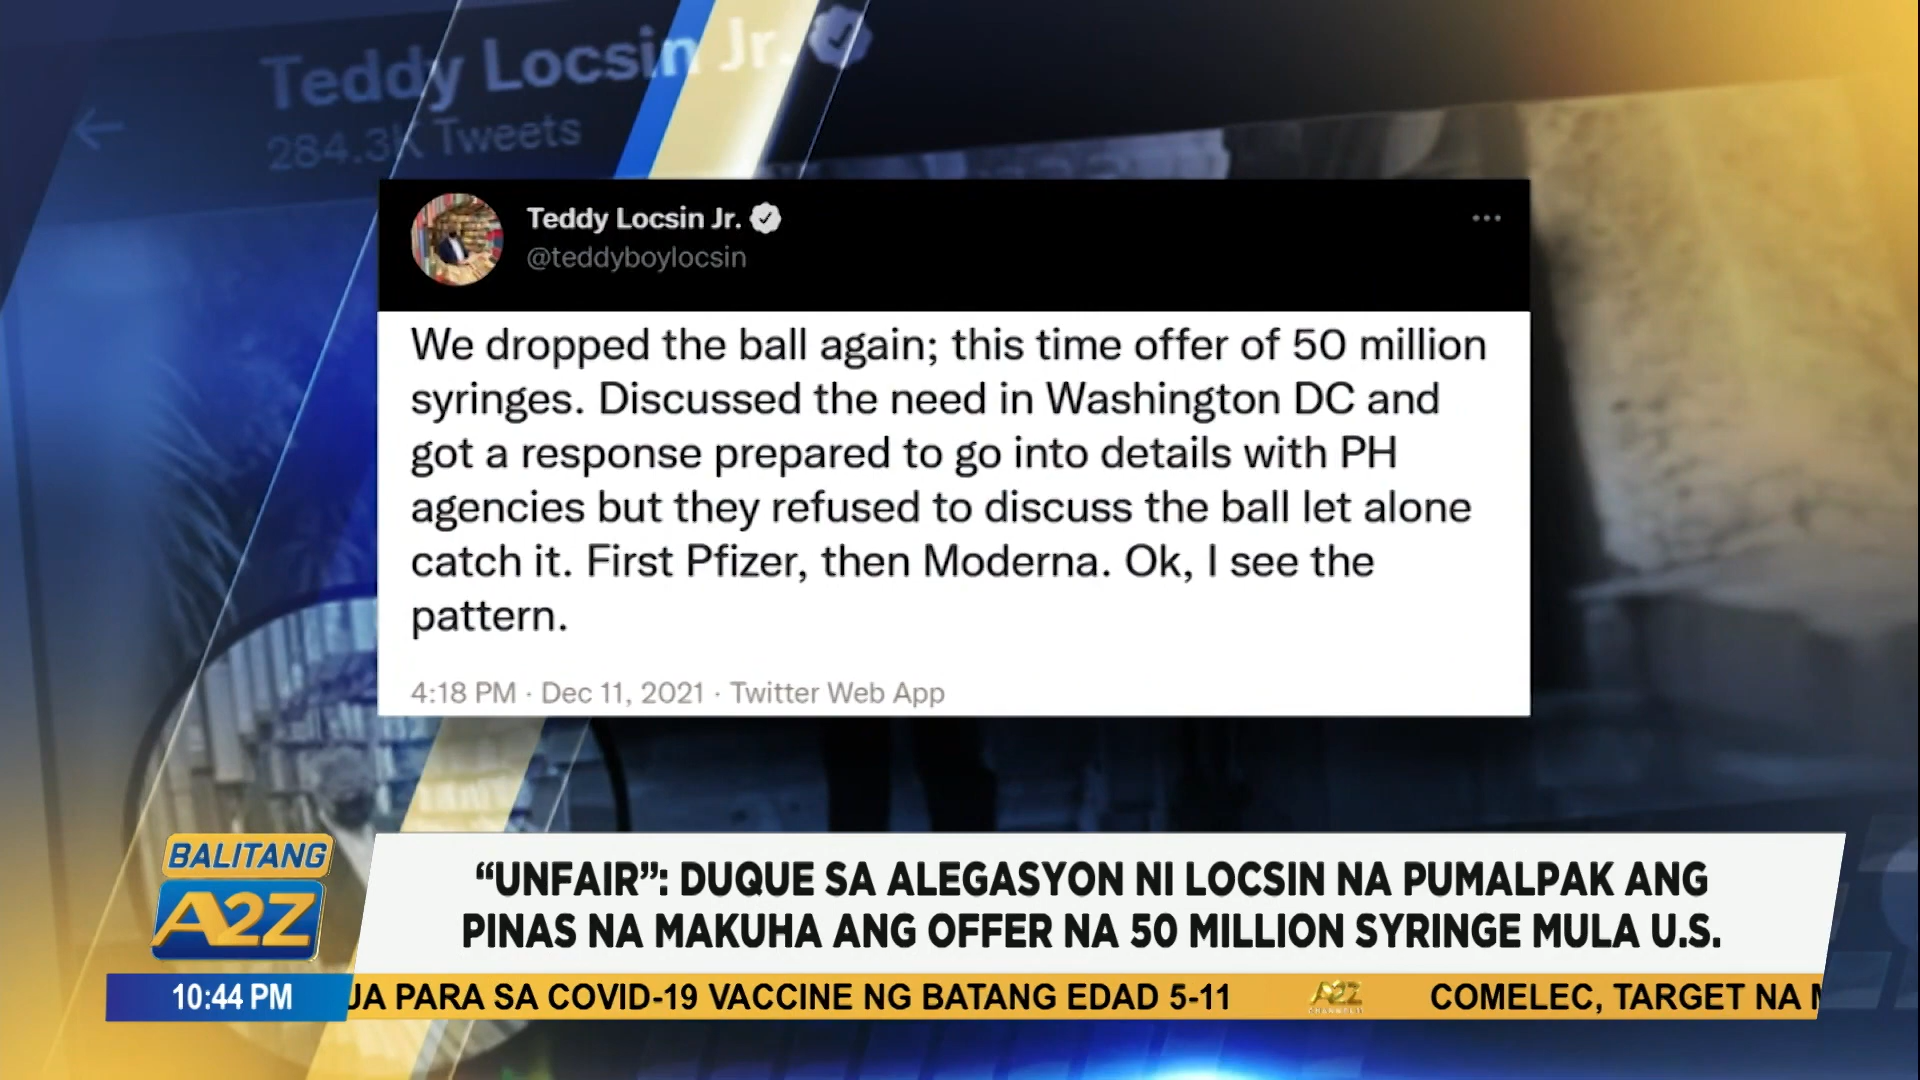 Teddy Locsin Jr.
284.3K Tweets
Teddy Locsin Jr.
@teddyboylocsin
We dropped the ball again; this time offer of 50 million
syringes. Discussed the need in Washington DC and
got a response prepared to go into details with PH
agencies but they refused to discuss the ball let alone
catch it. First Pfizer, then Moderna. Ok, I see the
pattern.
4:18 PM · Dec 11, 2021 · Twitter Web App
BALITANG
A2Z
“UNFAIR”: DUQUE SA ALEGASYON NI LOCSIN NA PUMALPAK ANG
PINAS NA MAKUHA ANG OFFER NA 50 MILLION SYRINGE MULA U.S.
10:44 PM
PARA SA COVID-19 VACCINE NG BATANG EDAD 5-11 A2Z CHANNEL 11 COMELEC, TARGET NA